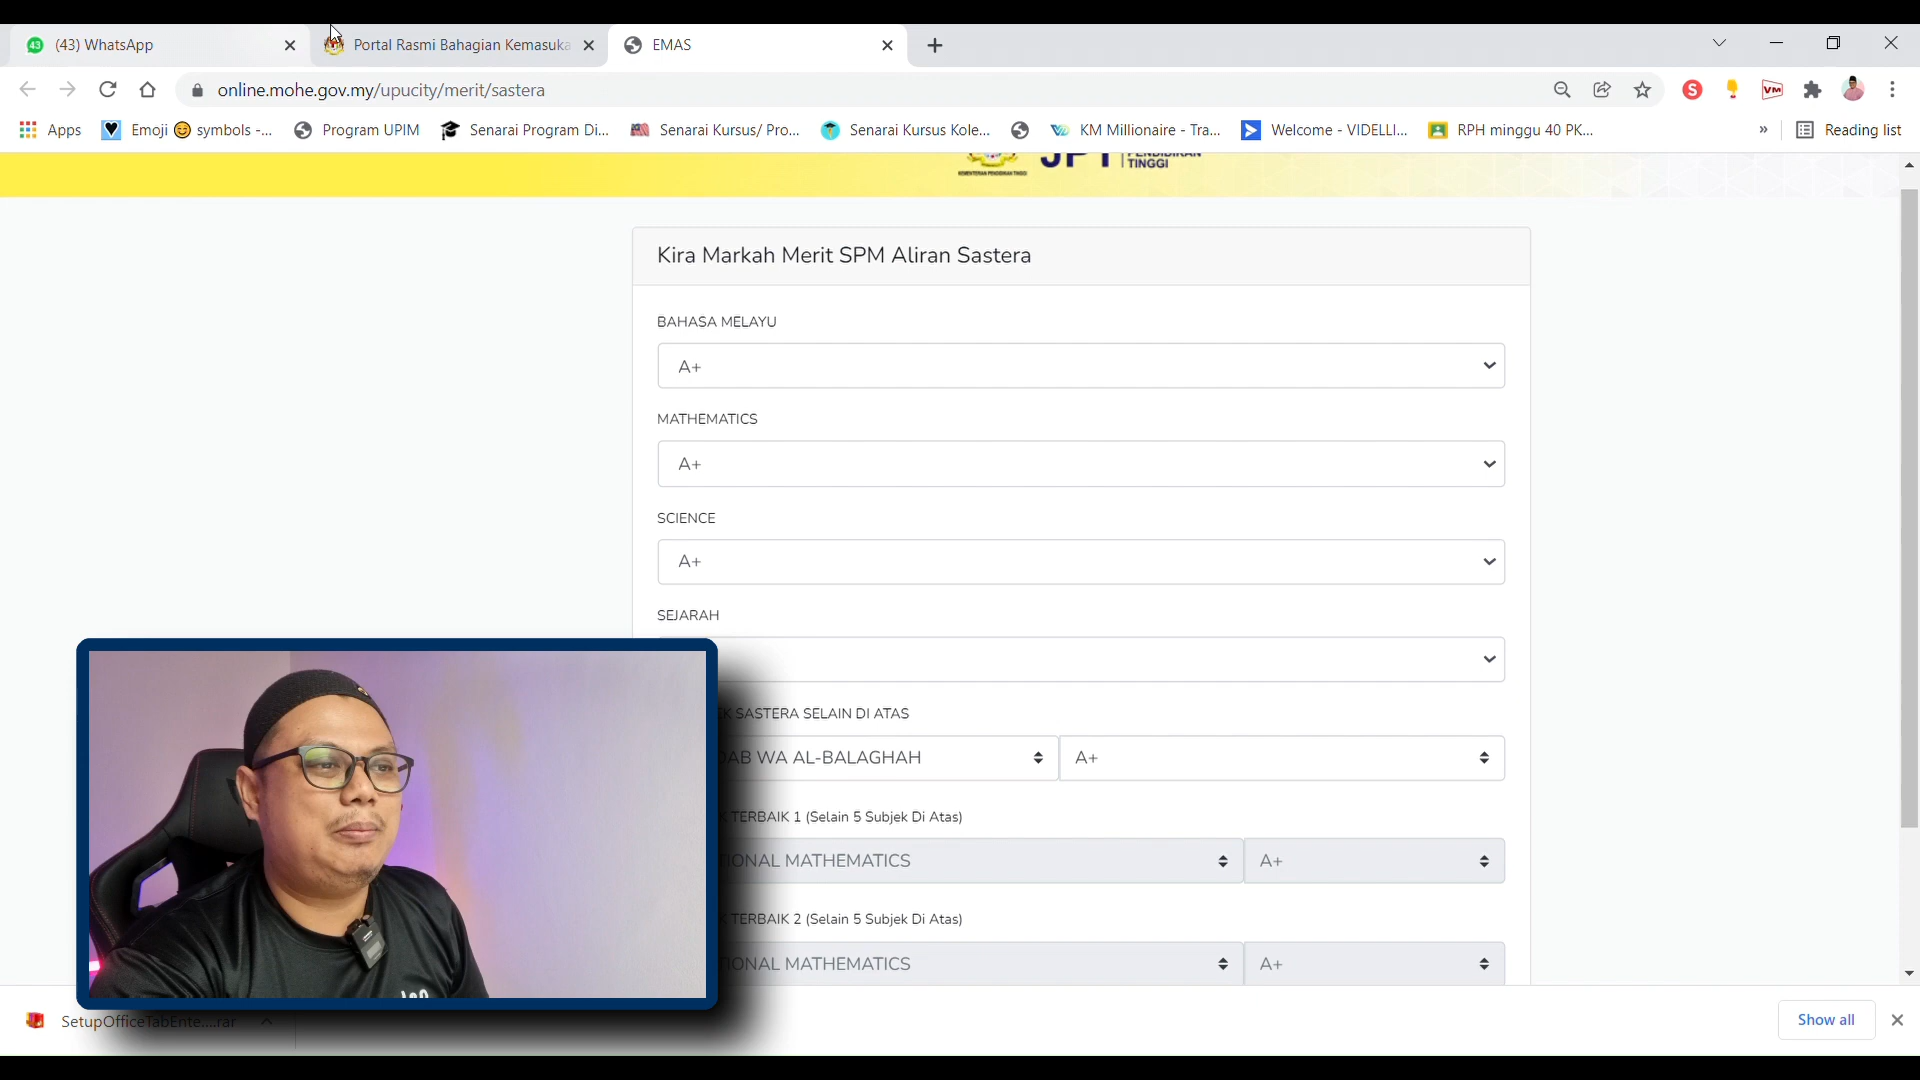 (43) WhatsApp
Portal Rasmi Bahagian Kemasuka
EMAS
online.mohe.gov.my/upucity/merit/sastera
Apps
Emoji 😊 symbols -...
Program UPIM
Senarai Program Di...
Senarai Kursus/ Pro...
Senarai Kursus Kole...
KM Millionaire - Tra...
Welcome - VIDELLI...
RPH minggu 40 PK...
»
Reading list
KEMENTERIAN PENDIDIKAN TINGGI
JPT
PENDIDIKAN
TINGGI
Kira Markah Merit SPM Aliran Sastera
BAHASA MELAYU
A+
MATHEMATICS
A+
SCIENCE
A+
SEJARAH
SASTERA SELAIN DI ATAS
WA AL-BALAGHAH
A+
TERBAIK 1 (Selain 5 Subjek Di Atas)
MATHEMATICS
A+
TERBAIK 2 (Selain 5 Subjek Di Atas)
MATHEMATICS
A+
SetupOfficeTabEnte....rar
Show all